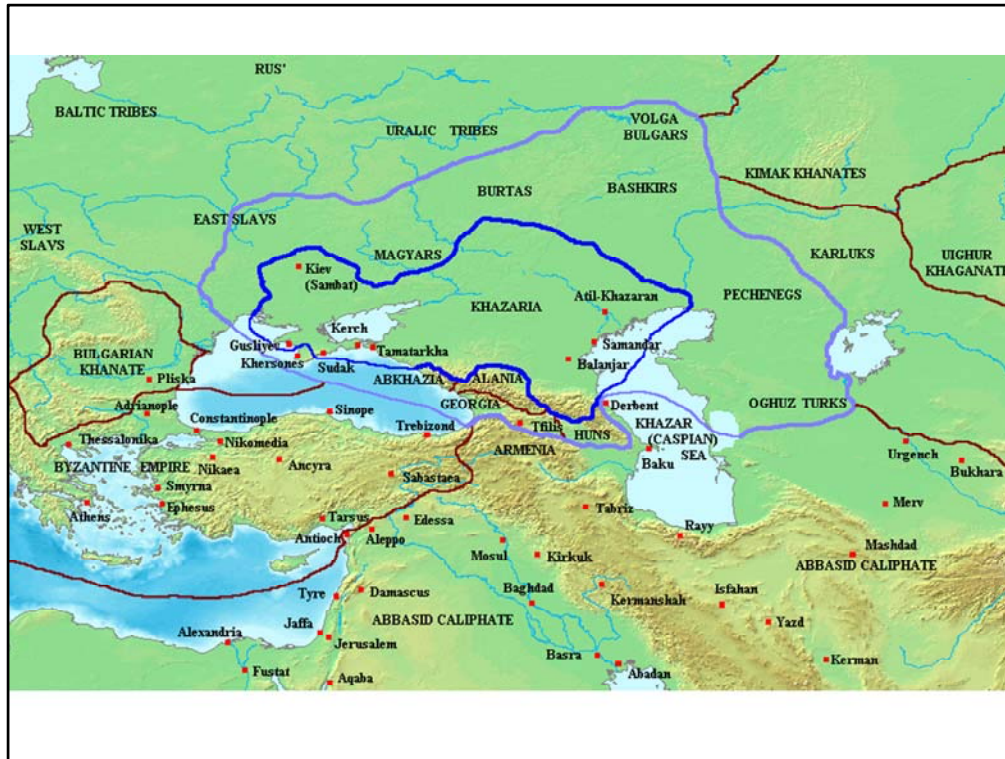 RUS'
BALTIC TRIBES
VOLGA
BULGARS
URALIC TRIBES
KIMAK KHANATES
BURTAS
BASHKIRS
EAST SLAVS
WEST
SLAVS
MAGYARS
KARLUKS
UIGHUR
KHAGANATE
Kiev
(Sambat)
PECHENEGS
KHAZARIA
Atil-Khazaran
Kerch
Gusliyev
Khersones
Sudak
Tamatarkha
Samandar
Balanjar
BULGARIAN
KHANATE
Pliska
ABKHAZIA
ALANIA
GEORGIA
Derbent
OGHUZ TURKS
Adrianople
Constantinople
Sinope
Trebizond
Tfilis
HUNS
KHAZAR
(CASPIAN)
SEA
Thessalonika
Nikomedia
ARMENIA
Baku
Urgench
Bukhara
BYZANTINE EMPIRE
Nikaea
Ancyra
Sabastaea
Smyrna
Ephesus
Athens
Tarsus
Edessa
Tabriz
Merv
Antioch
Aleppo
Rayy
Mosul
Kirkuk
Mashdad
ABBASID CALIPHATE
Tyre
Damascus
Baghdad
Kermanshah
Isfahan
ABBASID CALIPHATE
Yazd
Jaffa
Jerusalem
Alexandria
Basra
Abadan
Kerman
Fustat
Aqaba